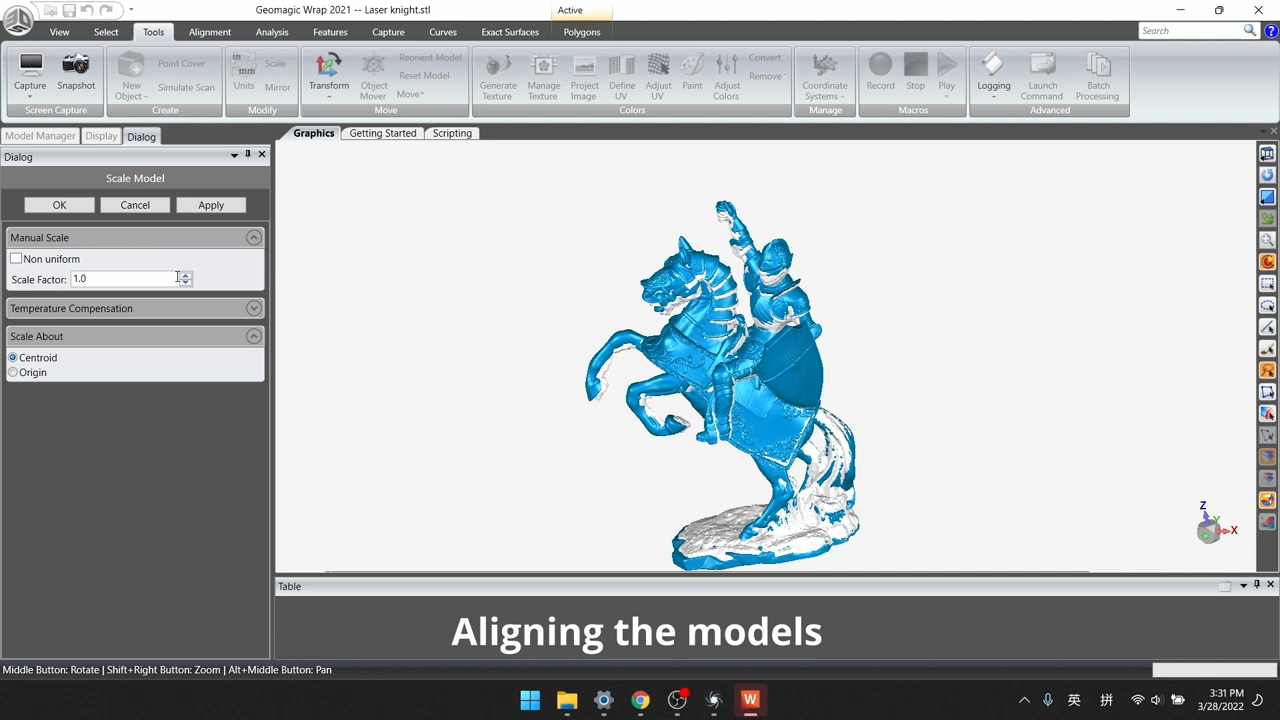 Geomagic Wrap 2021 -- Laser knight.stl
Active
View Select Tools Alignment Analysis Features Capture Curves Exact Surfaces Polygons
Search
Capture
Snapshot
Screen Capture
New Object
Point Cover
Simulate Scan
Create
in
mm
Units
Scale
Mirror
Modify
Transform
Object Mover
Reorient Model
Reset Model
Move
Move
Generate Texture
Manage Texture
Project Image
Define UV
Adjust UV
Paint
Adjust Colors
Convert
Remove
Colors
Coordinate Systems
Manage
Record
Stop
Play
Macros
Logging
Launch Command
Batch Processing
Advanced
Model Manager Display Dialog
Graphics Getting Started Scripting
Dialog
Scale Model
OK Cancel Apply
Manual Scale
Non uniform
Scale Factor: 1.0
Temperature Compensation
Scale About
Centroid
Origin
Z
Y
X
Table
Aligning the models
Middle Button: Rotate | Shift+Right Button: Zoom | Alt+Middle Button: Pan
W
英 拼
3:31 PM
3/28/2022